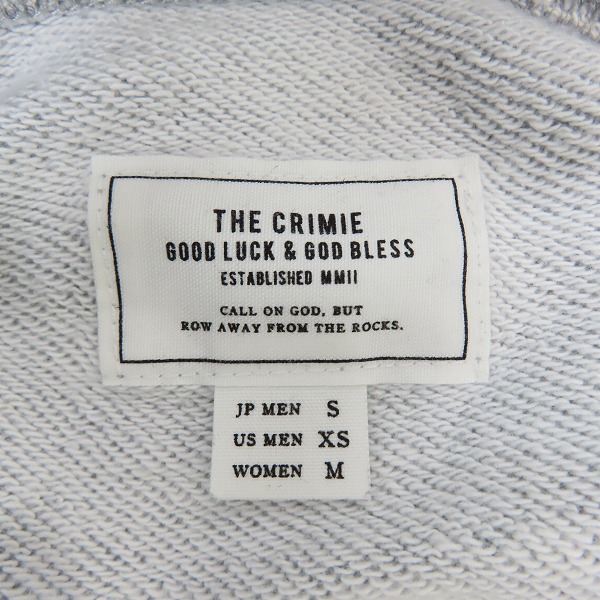 THE CRIMIE
GOOD LUCK & GOD BLESS
ESTABLISHED MMII
CALL ON GOD, BUT
ROW AWAY FROM THE ROCKS.
JP MEN S
US MEN XS
WOMEN M